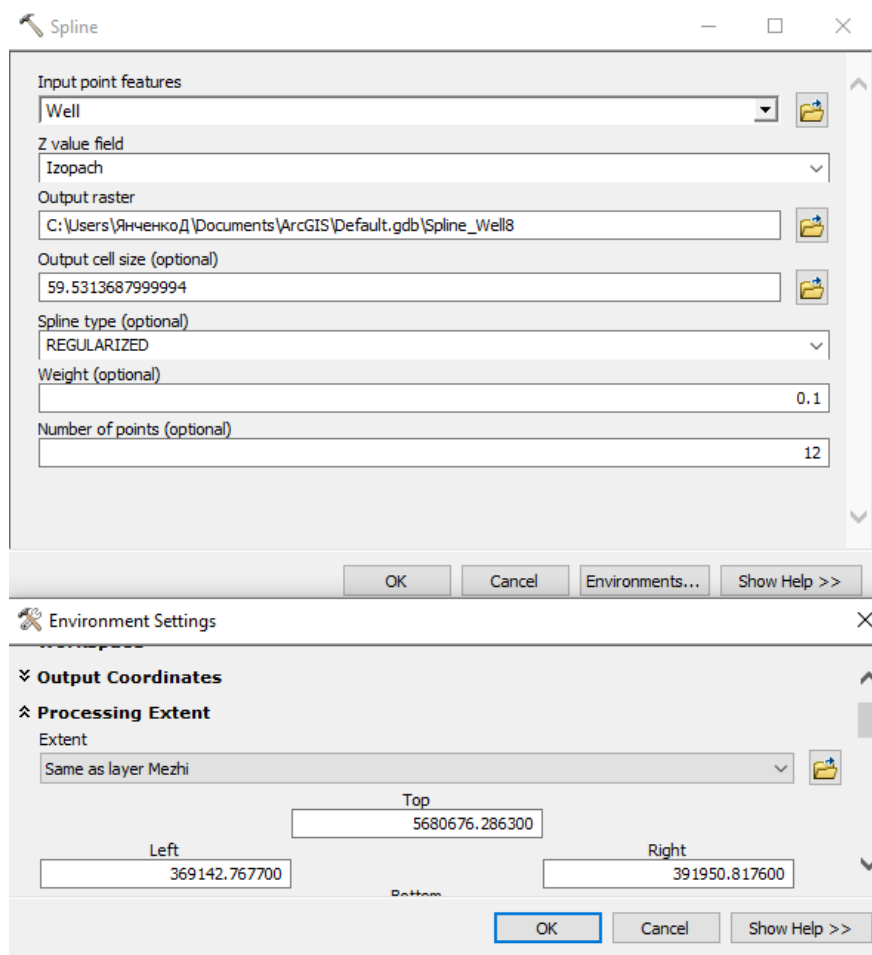 Spline
Input point features
Well
Z value field
Izopach
Output raster
C:\Users\ЯнченкоД\Documents\ArcGIS\Default.gdb\Spline_Well8
Output cell size (optional)
59.5313687999994
Spline type (optional)
REGULARIZED
Weight (optional)
0.1
Number of points (optional)
12
OK Cancel Environments... Show Help >>
Environment Settings
Workspace
Output Coordinates
Processing Extent
Extent
Same as layer Mezhi
Top
5680676.286300
Left Right
369142.767700 391950.817600
Bottom
OK Cancel Show Help >>